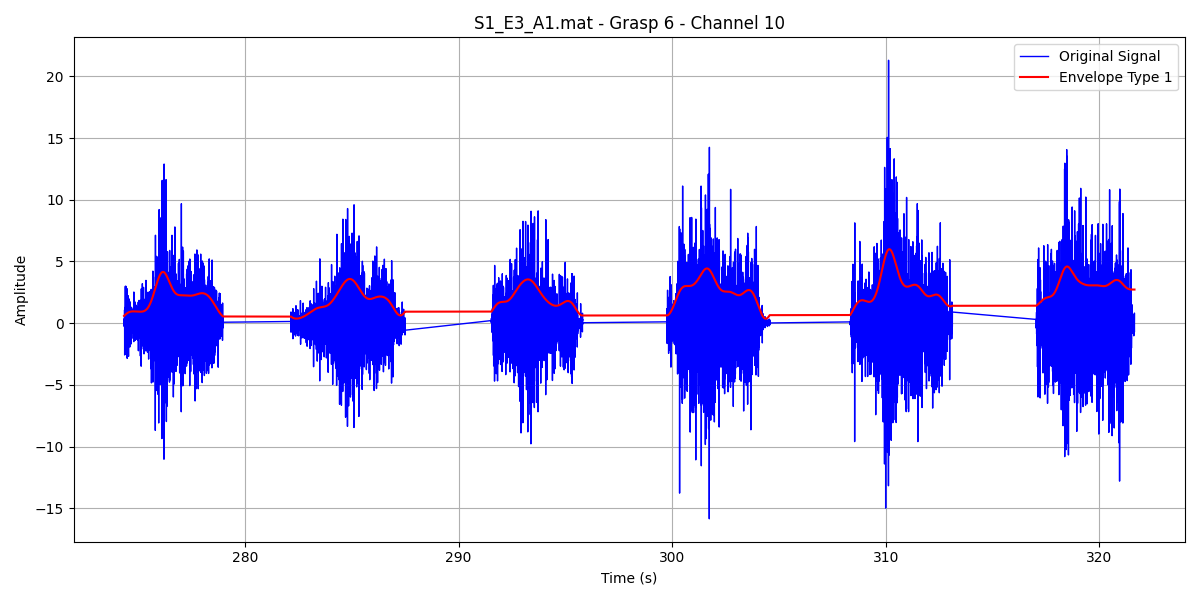 S1_E3_A1.mat - Grasp 6 - Channel 10
Original Signal
Envelope Type 1
Amplitude
20
15
10
5
0
−5
−10
−15
280
290
300
310
320
Time (s)